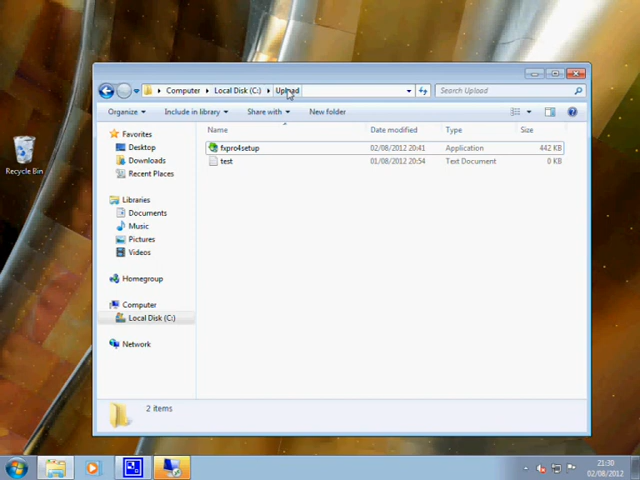 Computer Local Disk (C:) Upload
Search Upload
Organize Include in library Share with New folder
Name Date modified Type Size
fxpro4setup 02/08/2012 20:41 Application 442 KB
test 01/08/2012 20:54 Text Document 0 KB
Favorites
Desktop
Downloads
Recent Places
Libraries
Documents
Music
Pictures
Videos
Homegroup
Computer
Local Disk (C:)
Network
2 items
Recycle Bin
21:30
02/08/2012